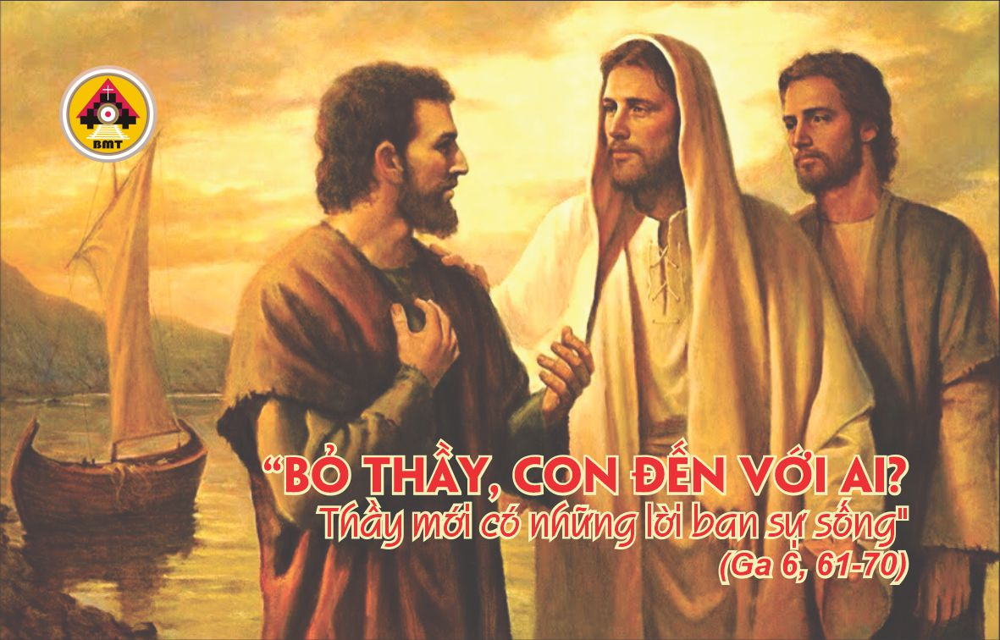 BMT
“BỎ THẦY, CON ĐẾN VỚI AI?
Thầy mới có những lời ban sự sống"
(Ga 6, 61-70)